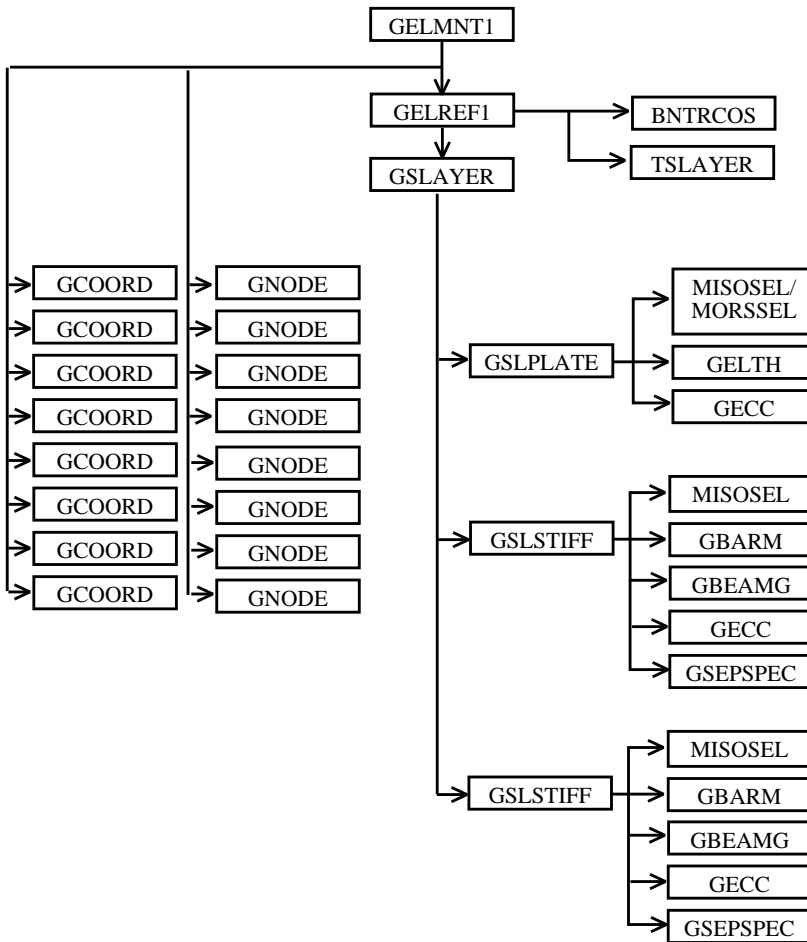 GELMNT1
GELREF1
BNTRCOS
TSLAYER
GSLAYER
GCOORD
GNODE
GCOORD
GNODE
GCOORD
GNODE
GCOORD
GNODE
GCOORD
GNODE
GCOORD
GNODE
GCOORD
GNODE
GCOORD
GNODE
GSLPLATE
MISOSEL/
MORSSEL
GELTH
GECC
GSLSTIFF
MISOSEL
GBARM
GBEAMG
GECC
GSEPSPEC
GSLSTIFF
MISOSEL
GBARM
GBEAMG
GECC
GSEPSPEC